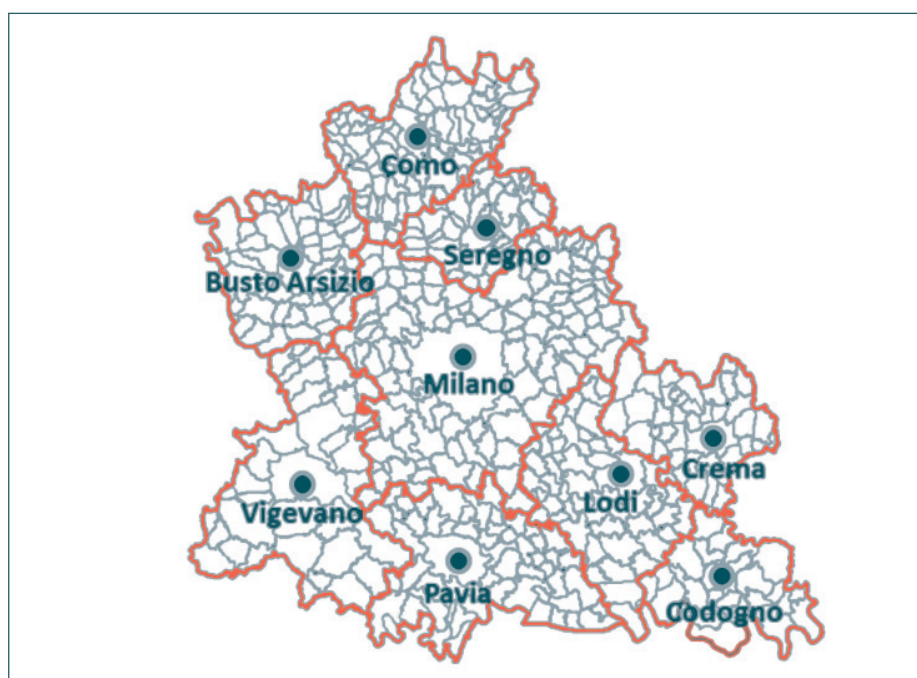 Como
Seregno
Busto Arsizio
Milano
Crema
Lodi
Vigevano
Pavia
Codogno